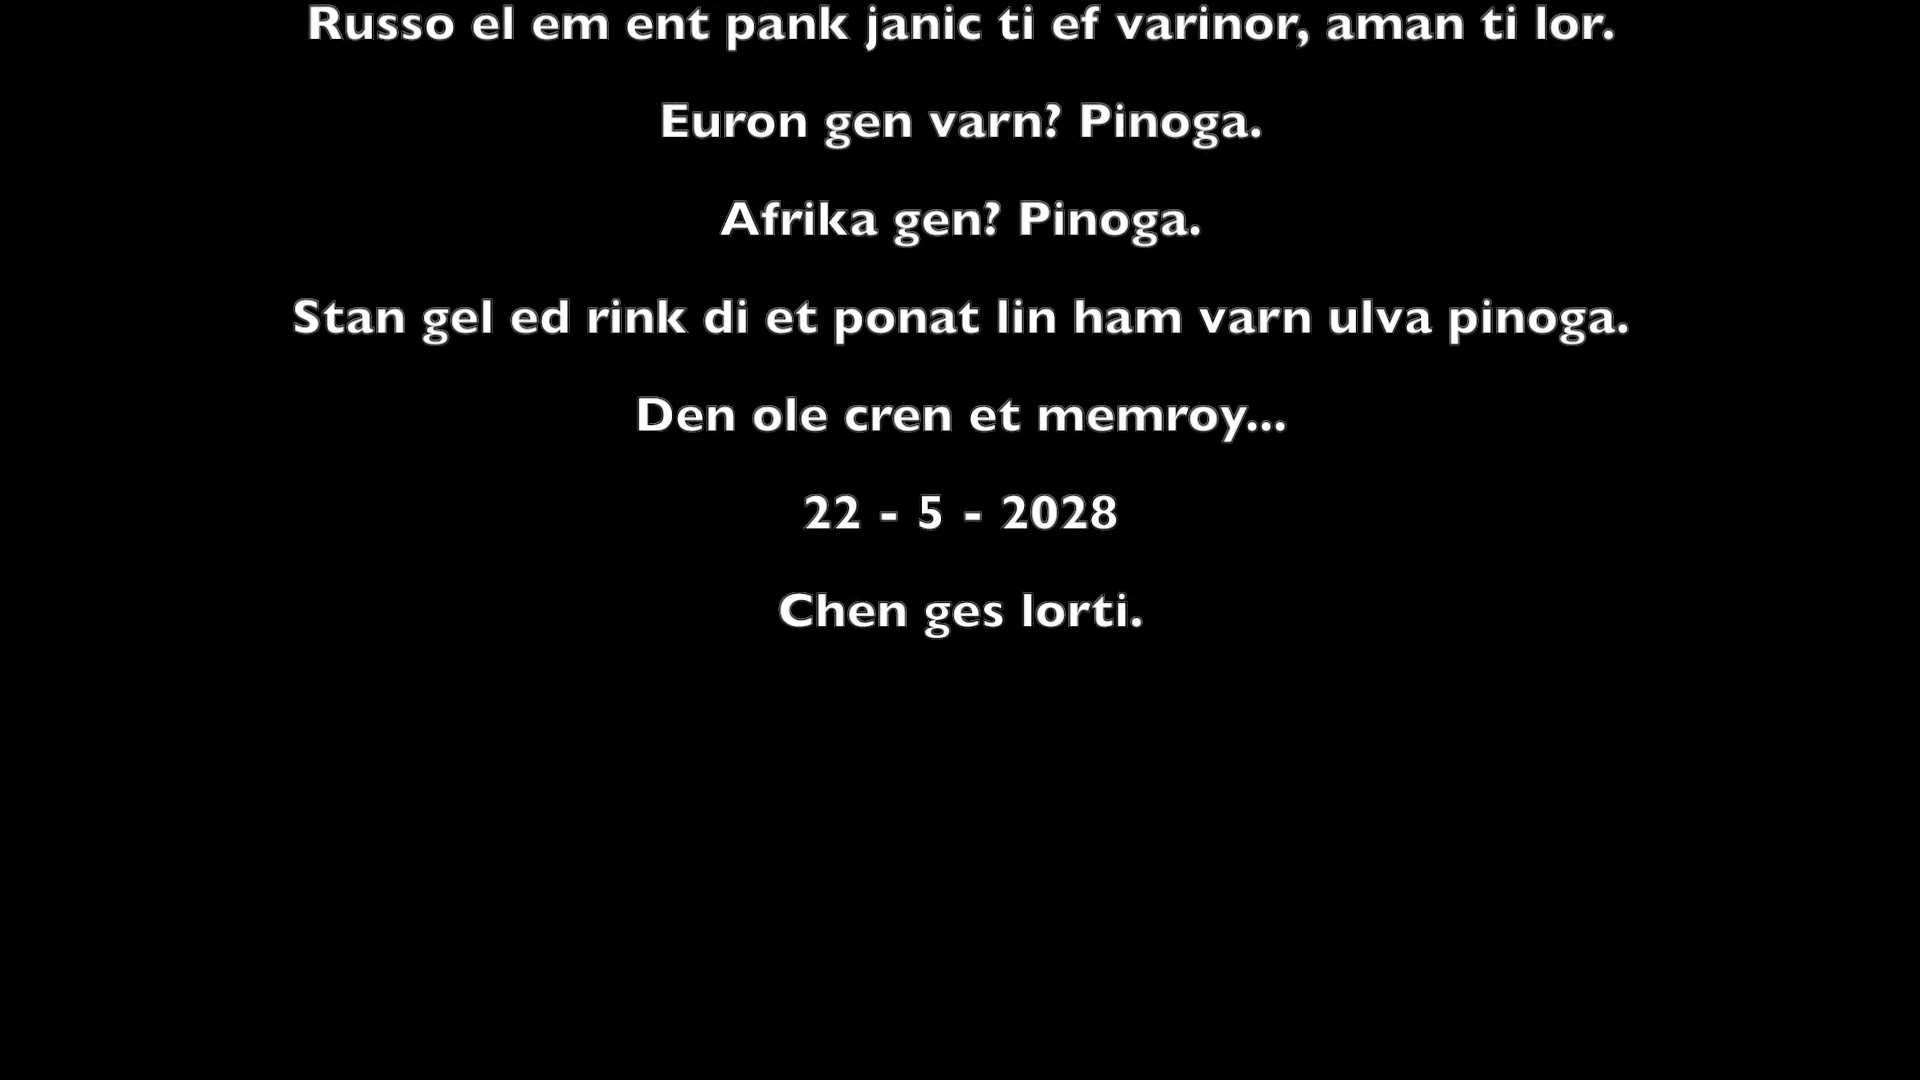 Russo el em ent pank janic ti ef varinor, aman ti lor.
Euron gen varn? Pinoga.
Afrika gen? Pinoga.
Stan gel ed rink di et ponat lin ham varn ulva pinoga.
Den ole cren et memroy...
22 - 5 - 2028
Chen ges lorti.